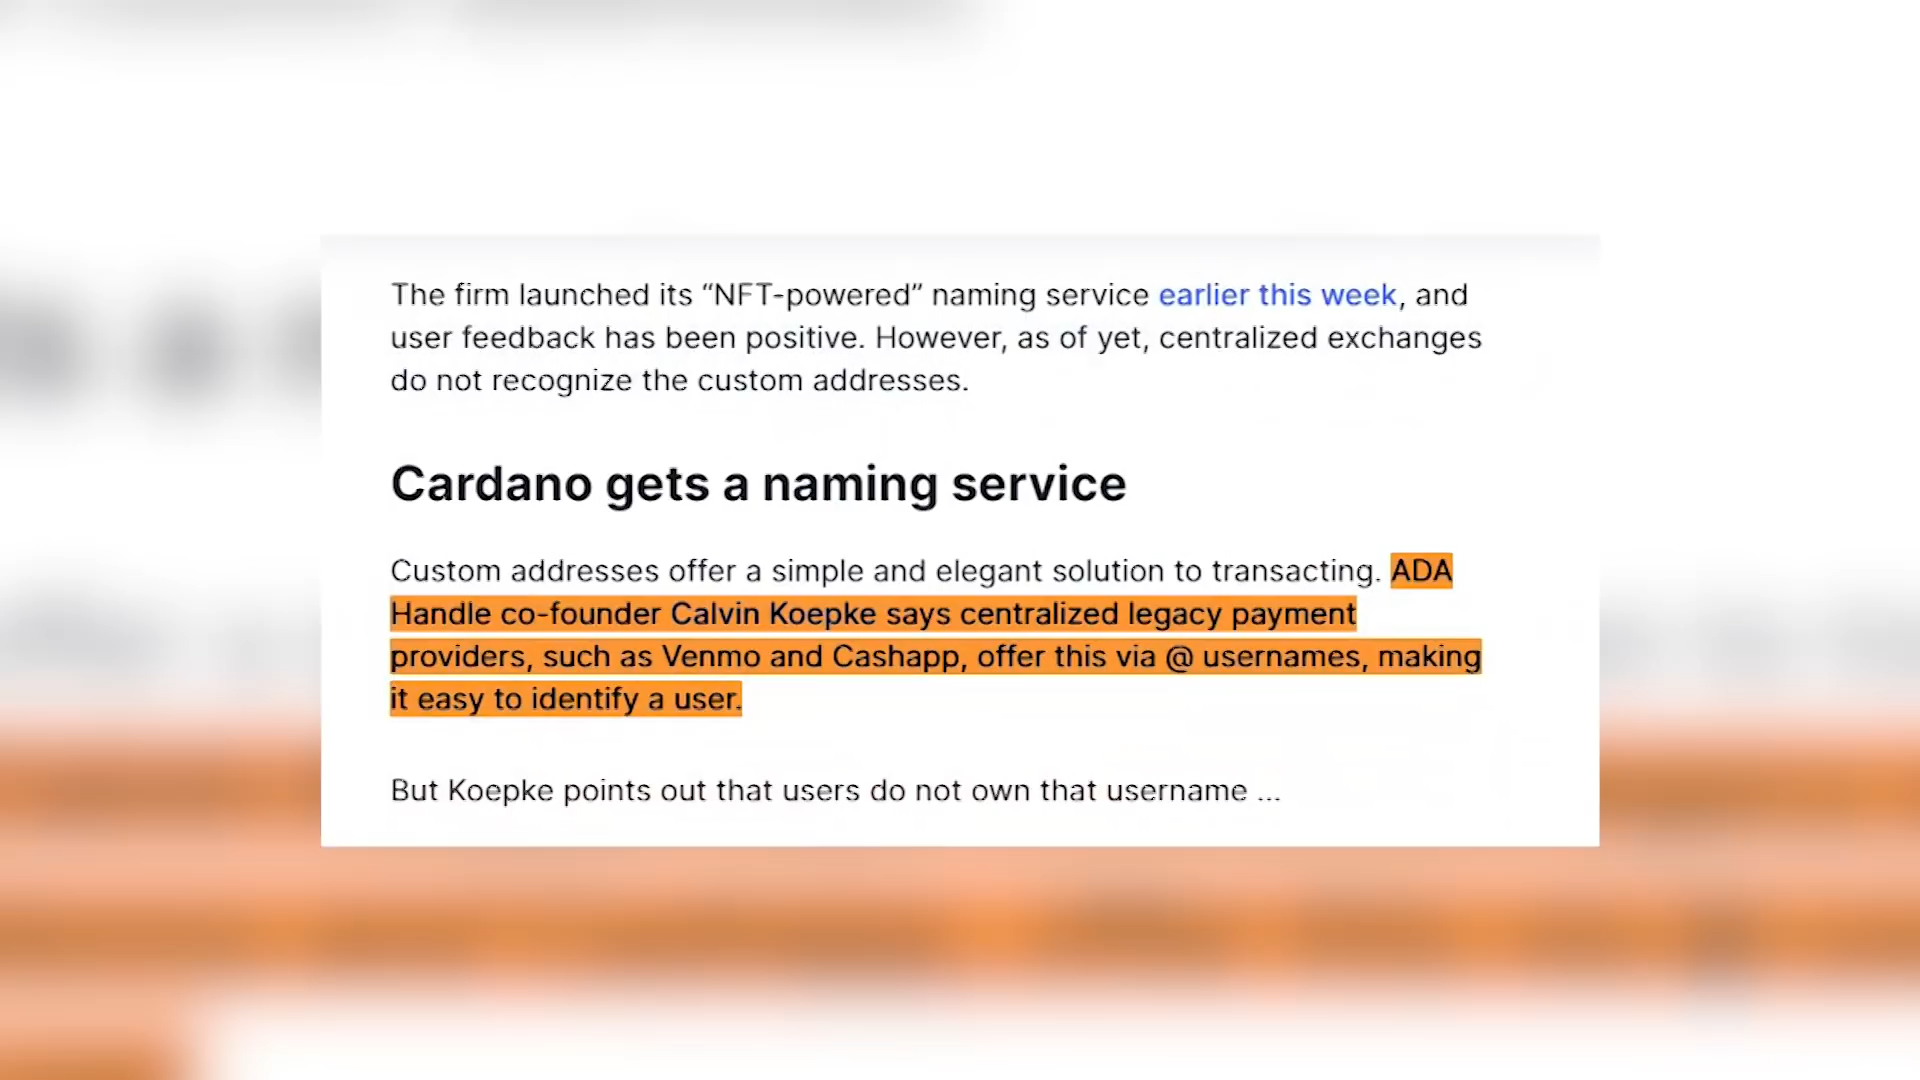 The firm launched its “NFT-powered” naming service earlier this week, and
user feedback has been positive. However, as of yet, centralized exchanges
do not recognize the custom addresses.
Cardano gets a naming service
Custom addresses offer a simple and elegant solution to transacting. ADA
Handle co-founder Calvin Koepke says centralized legacy payment
providers, such as Venmo and Cashapp, offer this via @ usernames, making
it easy to identify a user.
But Koepke points out that users do not own that username ...